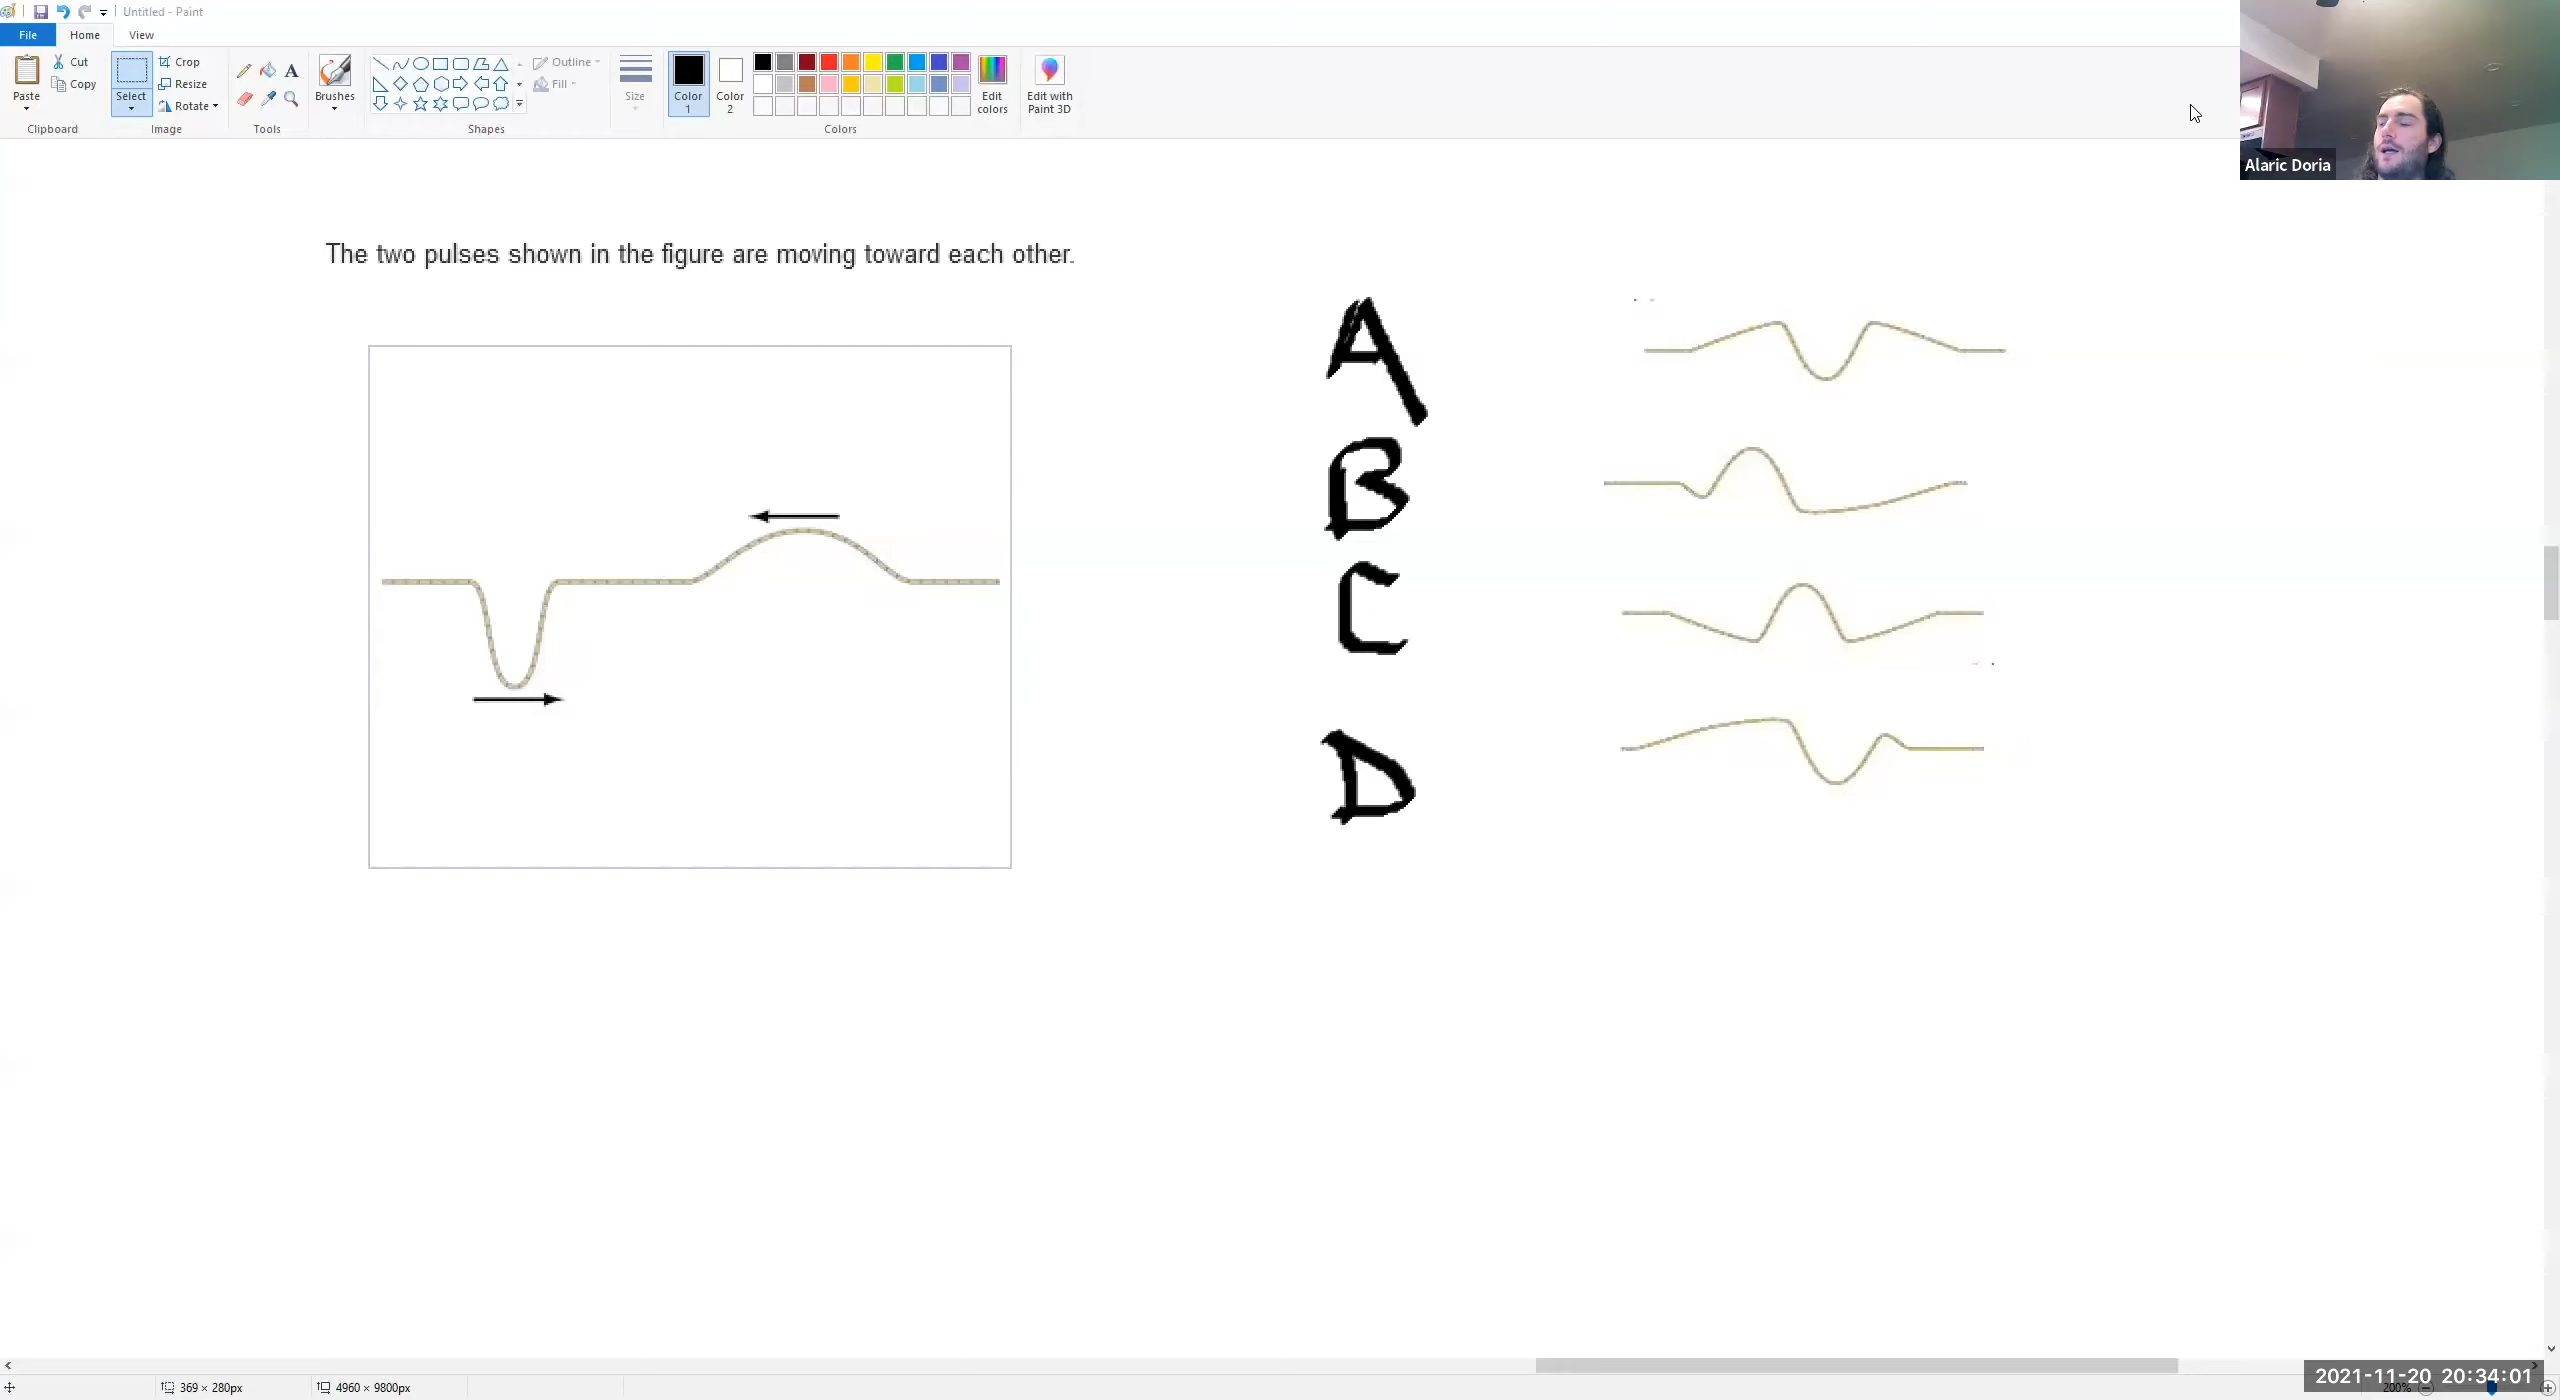 Untitled - Paint
File Home View
Paste Cut Copy
Clipboard
Select Crop Resize Rotate
Image
A
Tools
Brushes
Shapes
Outline
Fill
Size
Color 1
Color 2
Edit colors
Colors
Edit with Paint 3D
Alaric Doria
The two pulses shown in the figure are moving toward each other.
A
B
C
D
369 × 280px
4960 × 9800px
200%
2021-11-20 20:34:01